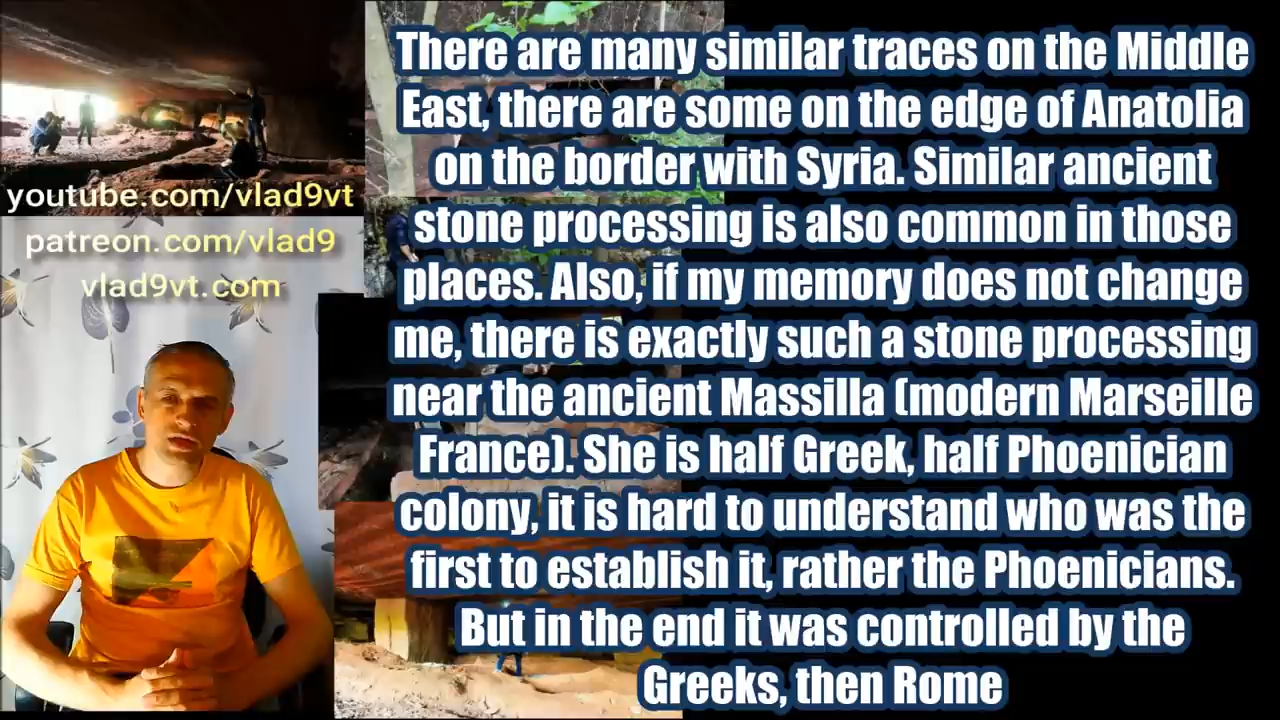 There are many similar traces on the Middle
East, there are some on the edge of Anatolia
on the border with Syria. Similar ancient
stone processing is also common in those
places. Also, if my memory does not change
me, there is exactly such a stone processing
near the ancient Massilla (modern Marseille
France). She is half Greek, half Phoenician
colony, it is hard to understand who was the
first to establish it, rather the Phoenicians.
But in the end it was controlled by the
Greeks, then Rome
youtube.com/vlad9vt
patreon.com/vlad9
vlad9vt.com